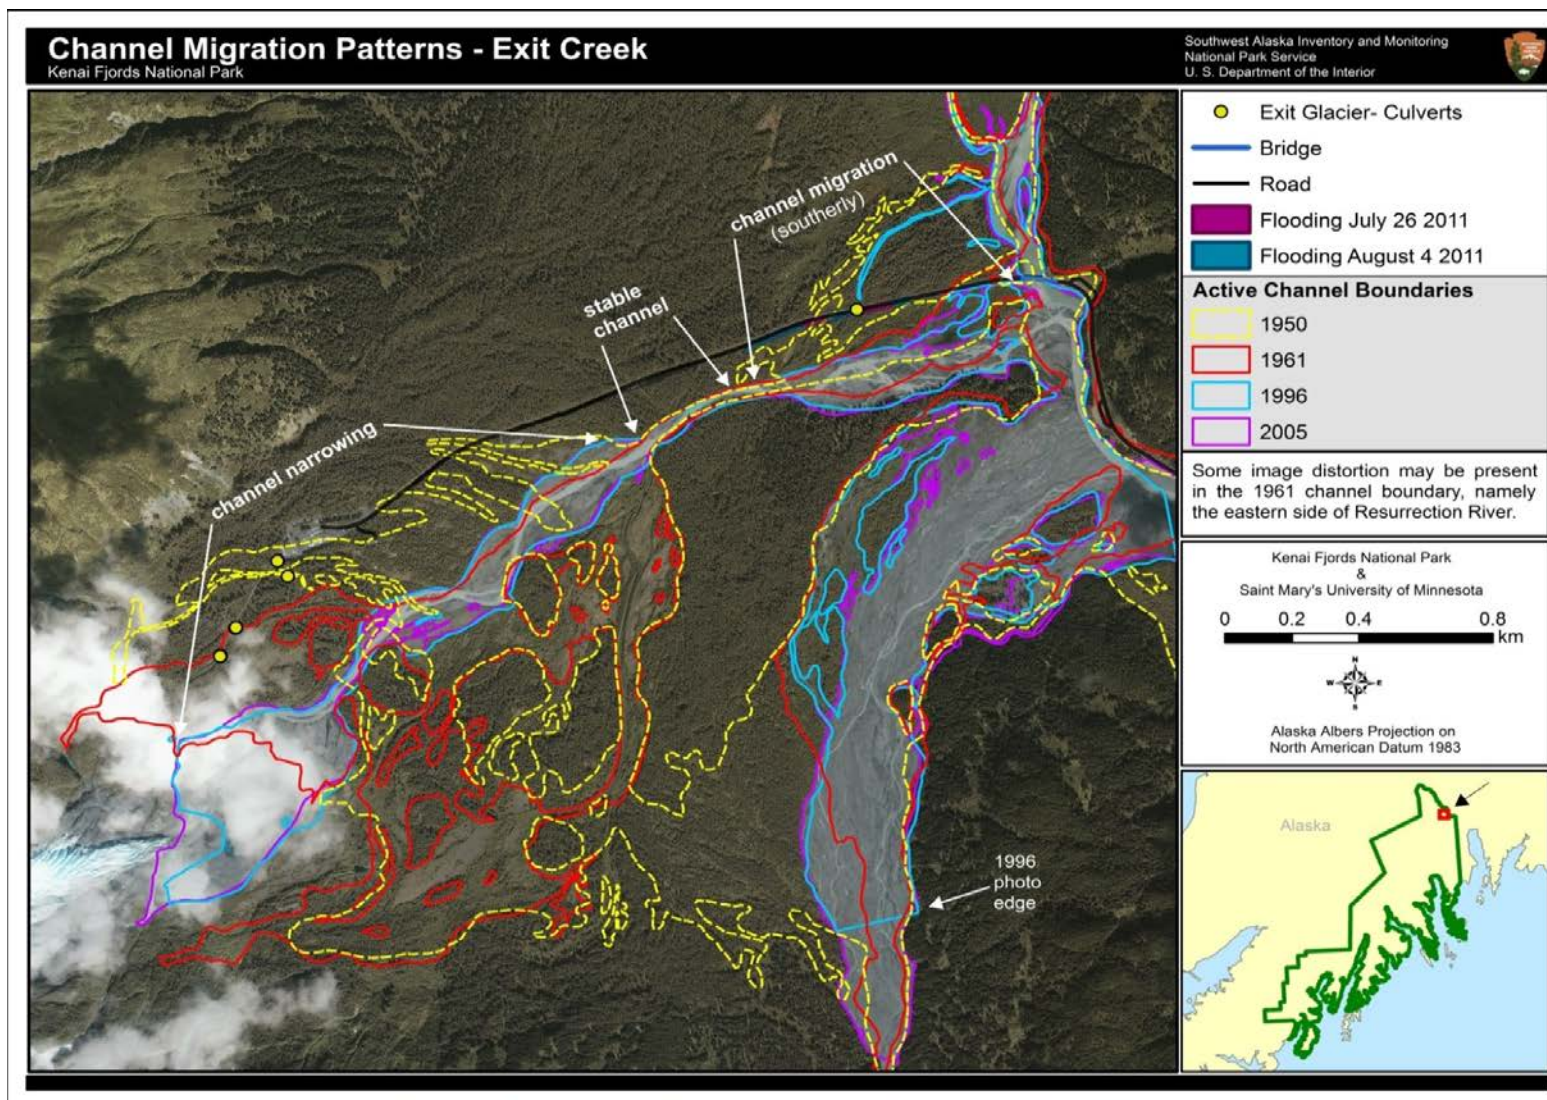 Channel Migration Patterns - Exit Creek
Kenai Fjords National Park
Southwest Alaska Inventory and Monitoring
National Park Service
U. S. Department of the Interior
channel migration
(southerly)
stable
channel
channel narrowing
1996
photo
edge
Exit Glacier- Culverts
Bridge
Road
Flooding July 26 2011
Flooding August 4 2011
Active Channel Boundaries
1950
1961
1996
2005
Some image distortion may be present
in the 1961 channel boundary, namely
the eastern side of Resurrection River.
Kenai Fjords National Park
&
Saint Mary's University of Minnesota
0 0.2 0.4 0.8
km
N
W E
S
Alaska Albers Projection on
North American Datum 1983
Alaska